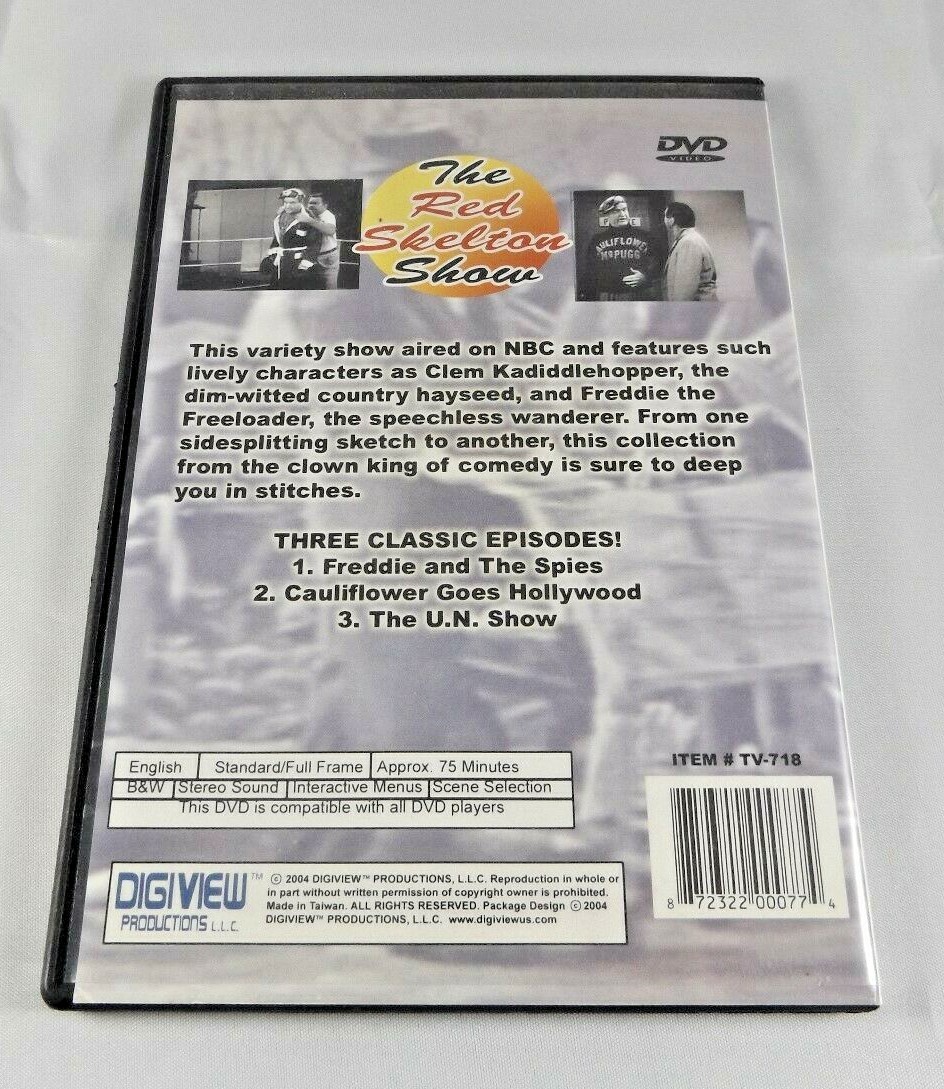 DVD
VIDEO
The
Red
Skelton
Show
AULIFLOWER
McPUGG
This variety show aired on NBC and features such
lively characters as Clem Kadiddlehopper, the
dim-witted country hayseed, and Freddie the
Freeloader, the speechless wanderer. From one
sidesplitting sketch to another, this collection
from the clown king of comedy is sure to deep
you in stitches.
THREE CLASSIC EPISODES!
1. Freddie and The Spies
2. Cauliflower Goes Hollywood
3. The U.N. Show
English Standard/Full Frame Approx. 75 Minutes
B&W Stereo Sound Interactive Menus Scene Selection
This DVD is compatible with all DVD players
ITEM # TV-718
8 72322 00077 4
DIGIVIEW™
PRODUCTIONS L.L.C.
© 2004 DIGIVIEW™ PRODUCTIONS, L.L.C. Reproduction in whole or
in part without written permission of copyright owner is prohibited.
Made in Taiwan. ALL RIGHTS RESERVED. Package Design © 2004
DIGIVIEW™ PRODUCTIONS, L.L.C. www.digiviewus.com